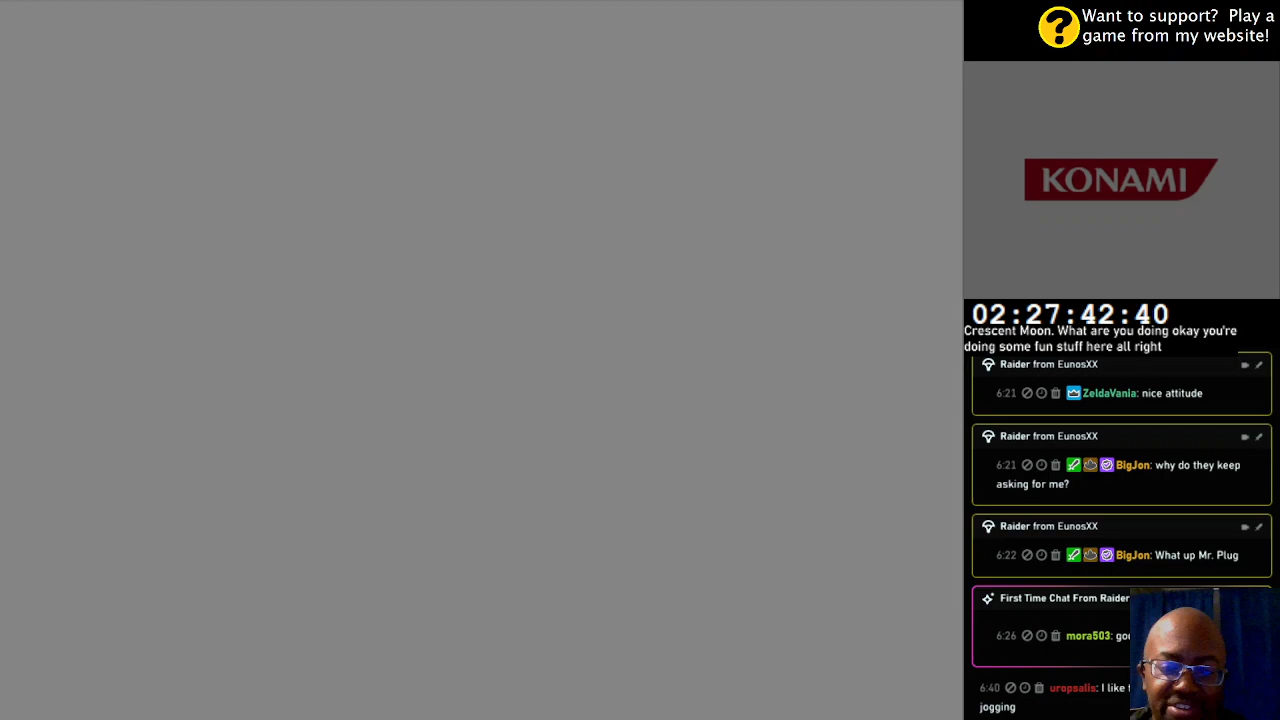 Want to support? Play a
game from my website!
KONAMI
02:27:42:40
Crescent Moon. What are you doing okay you're
doing some fun stuff here all right
Raider from EunosXX
6:21 ZeldaVania: nice attitude
Raider from EunosXX
6:21 BigJon: why do they keep
asking for me?
Raider from EunosXX
6:22 BigJon: What up Mr. Plug
First Time Chat From Raider
6:26 mora503:
6:40 uropsalis: I like
jogging